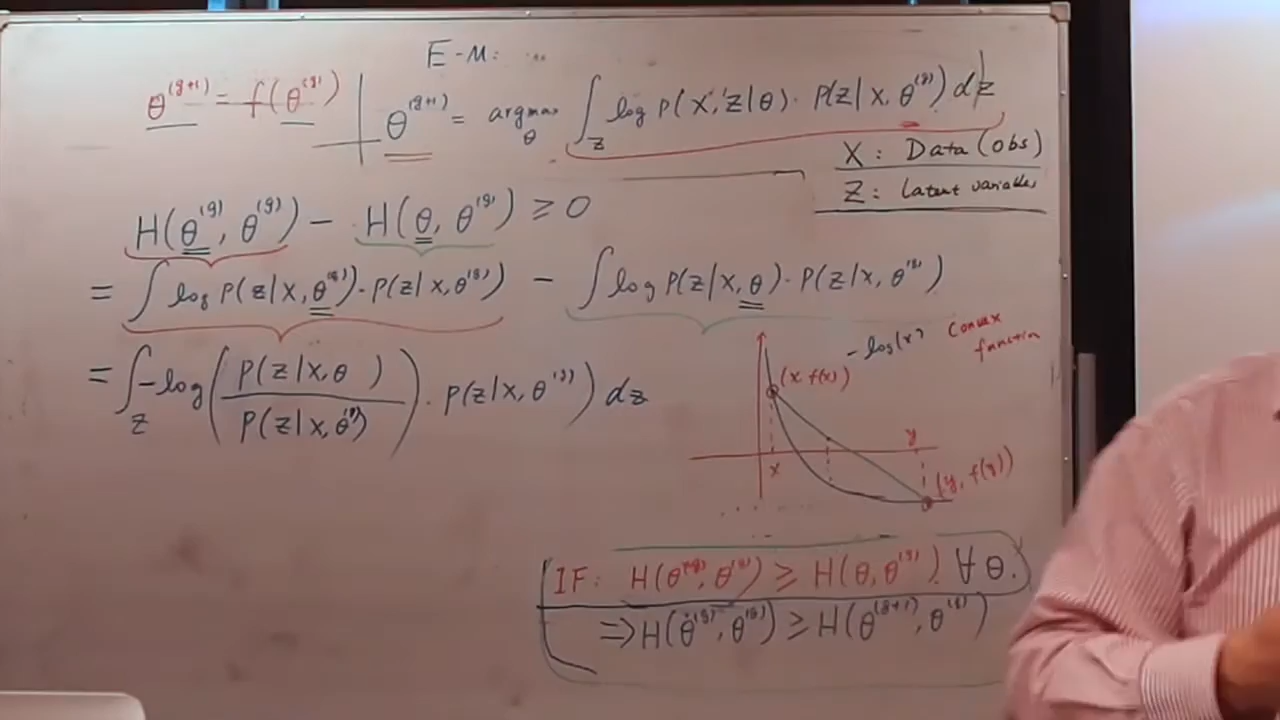 E-M: ...
θ^(g+1) = f(θ^(g))
θ^(g+1) = argmax_θ ∫_z log P(X, Z|θ) · P(z|x, θ^(g)) dz
X: Data (obs)
Z: Latent variables
H(θ^(g), θ^(g)) − H(θ, θ^(g)) ≥ 0
= ∫ log P(z|x, θ^(g)) · P(z|x, θ^(g)) − ∫ log P(z|x, θ) · P(z|x, θ^(g))
= ∫_z −log (P(z|x, θ) / P(z|x, θ^(g))) · P(z|x, θ^(g)) dz
−log(x) Convex function
(x f(x))
x
y
(y, f(y))
IF: H(θ^(g), θ^(g)) ≥ H(θ, θ^(g)) ∀ θ.
⇒ H(θ^(g), θ^(g)) ≥ H(θ^(g+1), θ^(g))